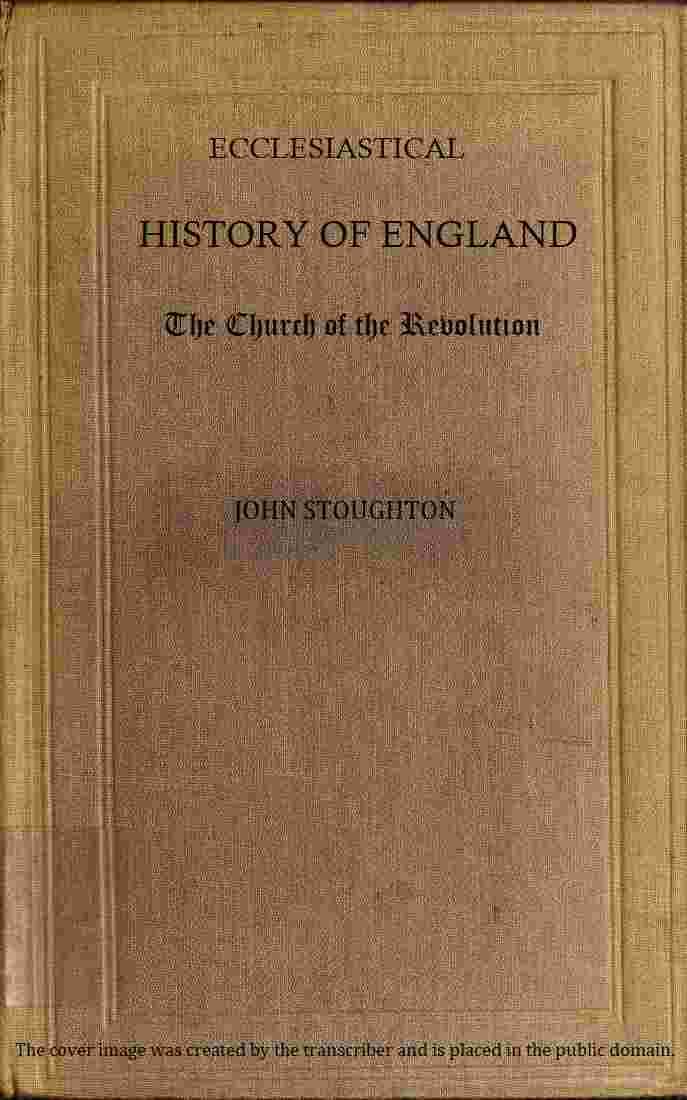 ECCLESIASTICAL
HISTORY OF ENGLAND
The Church of the Revolution
JOHN STOUGHTON
The cover image was created by the transcriber and is placed in the public domain.